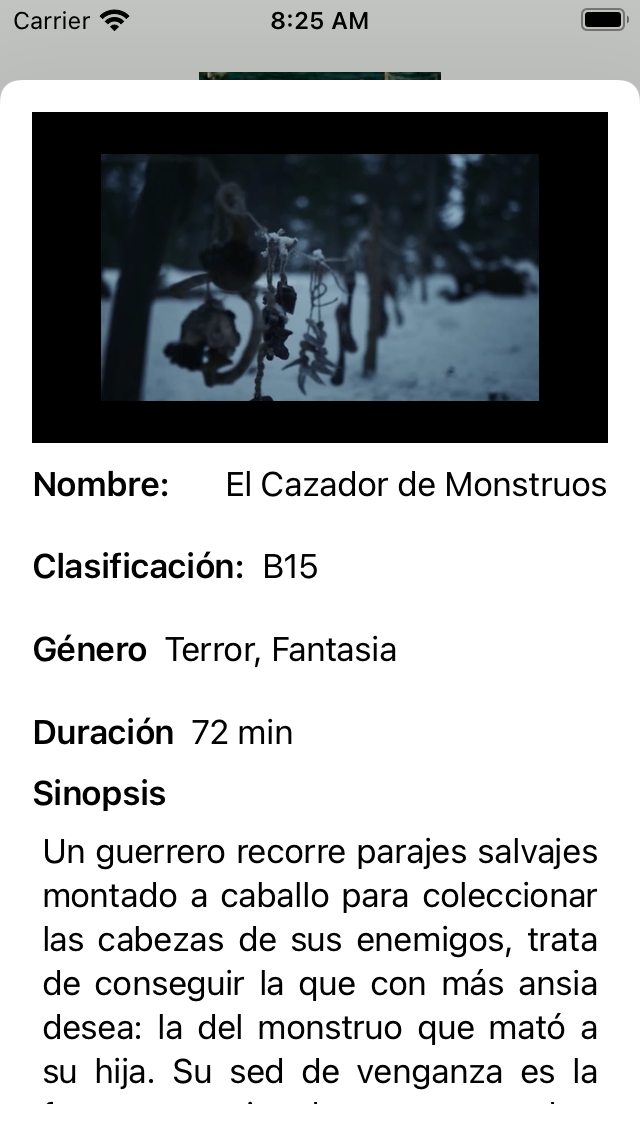 Carrier 8:25 AM
Nombre: El Cazador de Monstruos
Clasificación: B15
Género Terror, Fantasia
Duración 72 min
Sinopsis
Un guerrero recorre parajes salvajes
montado a caballo para coleccionar
las cabezas de sus enemigos, trata
de conseguir la que con más ansia
desea: la del monstruo que mató a
su hija. Su sed de venganza es la